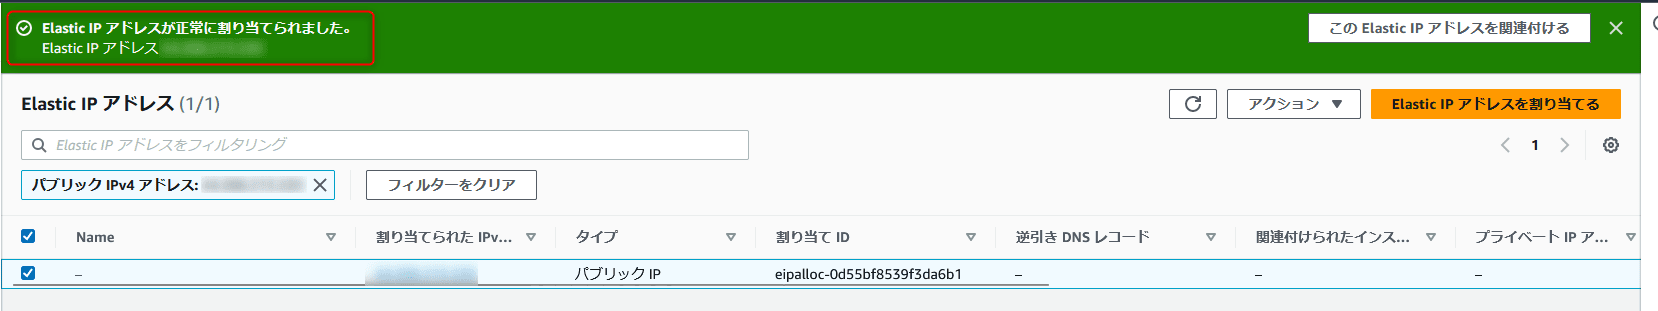 Elastic IP アドレスが正常に割り当てられました。
Elastic IP アドレス
この Elastic IP アドレスを関連付ける
Elastic IP アドレス (1/1)
アクション
Elastic IP アドレスを割り当てる
Elastic IP アドレスをフィルタリング
1
パブリック IPv4 アドレス:
フィルターをクリア
Name 割り当てられた IPv... タイプ 割り当て ID 逆引き DNS レコード 関連付けられたインス... プライベート IP ア...
– パブリック IP eipalloc-0d55bf8539f3da6b1 – – –